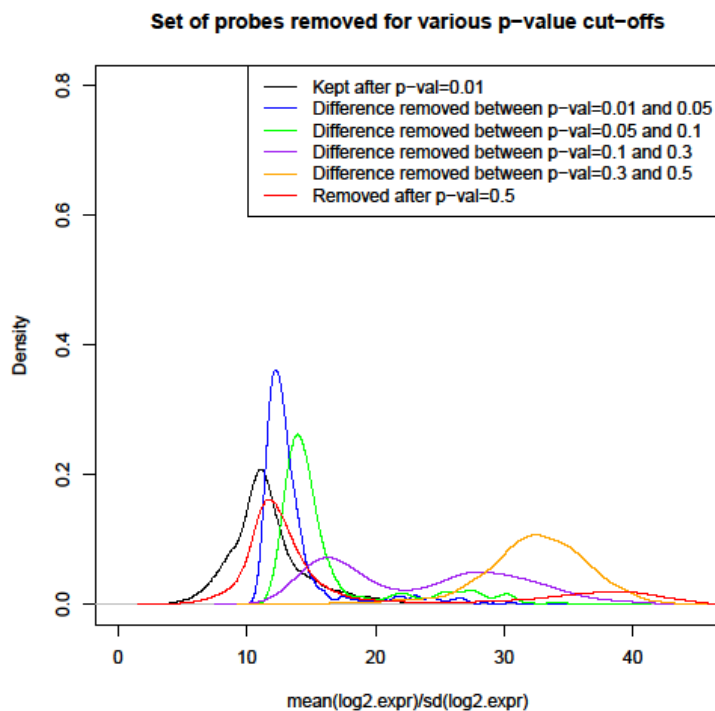 Set of probes removed for various p−value cut−offs
Kept after p−val=0.01
Difference removed between p−val=0.01 and 0.05
Difference removed between p−val=0.05 and 0.1
Difference removed between p−val=0.1 and 0.3
Difference removed between p−val=0.3 and 0.5
Removed after p−val=0.5
Density
0.8
0.6
0.4
0.2
0.0
0 10 20 30 40
mean(log2.expr)/sd(log2.expr)